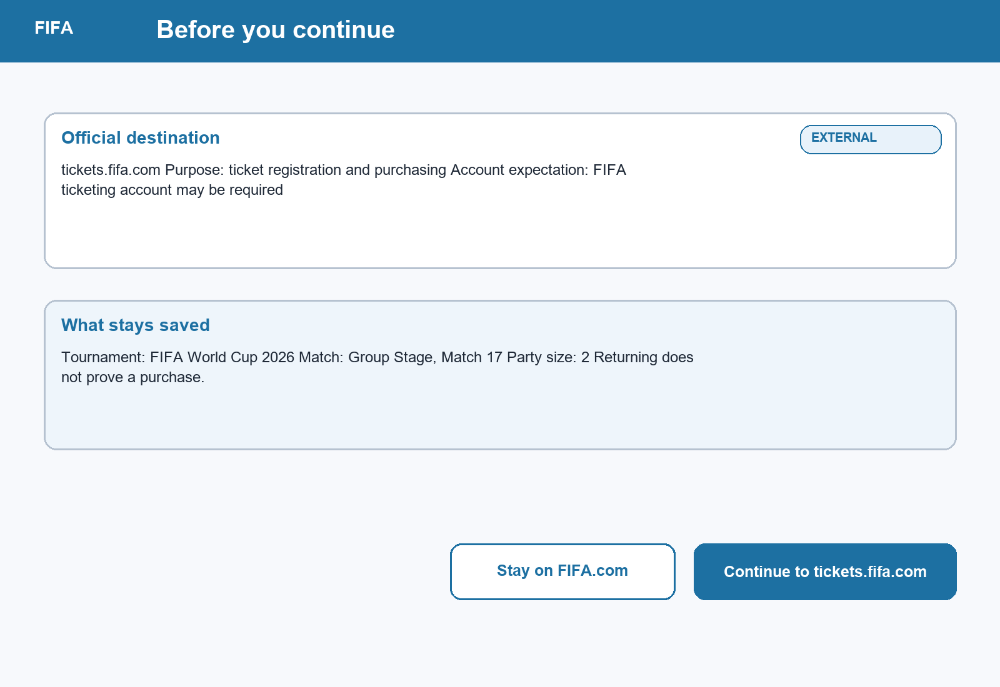 FIFA
Before you continue
Official destination
EXTERNAL
tickets.fifa.com Purpose: ticket registration and purchasing Account expectation: FIFA
ticketing account may be required
What stays saved
Tournament: FIFA World Cup 2026 Match: Group Stage, Match 17 Party size: 2 Returning does
not prove a purchase.
Stay on FIFA.com
Continue to tickets.fifa.com